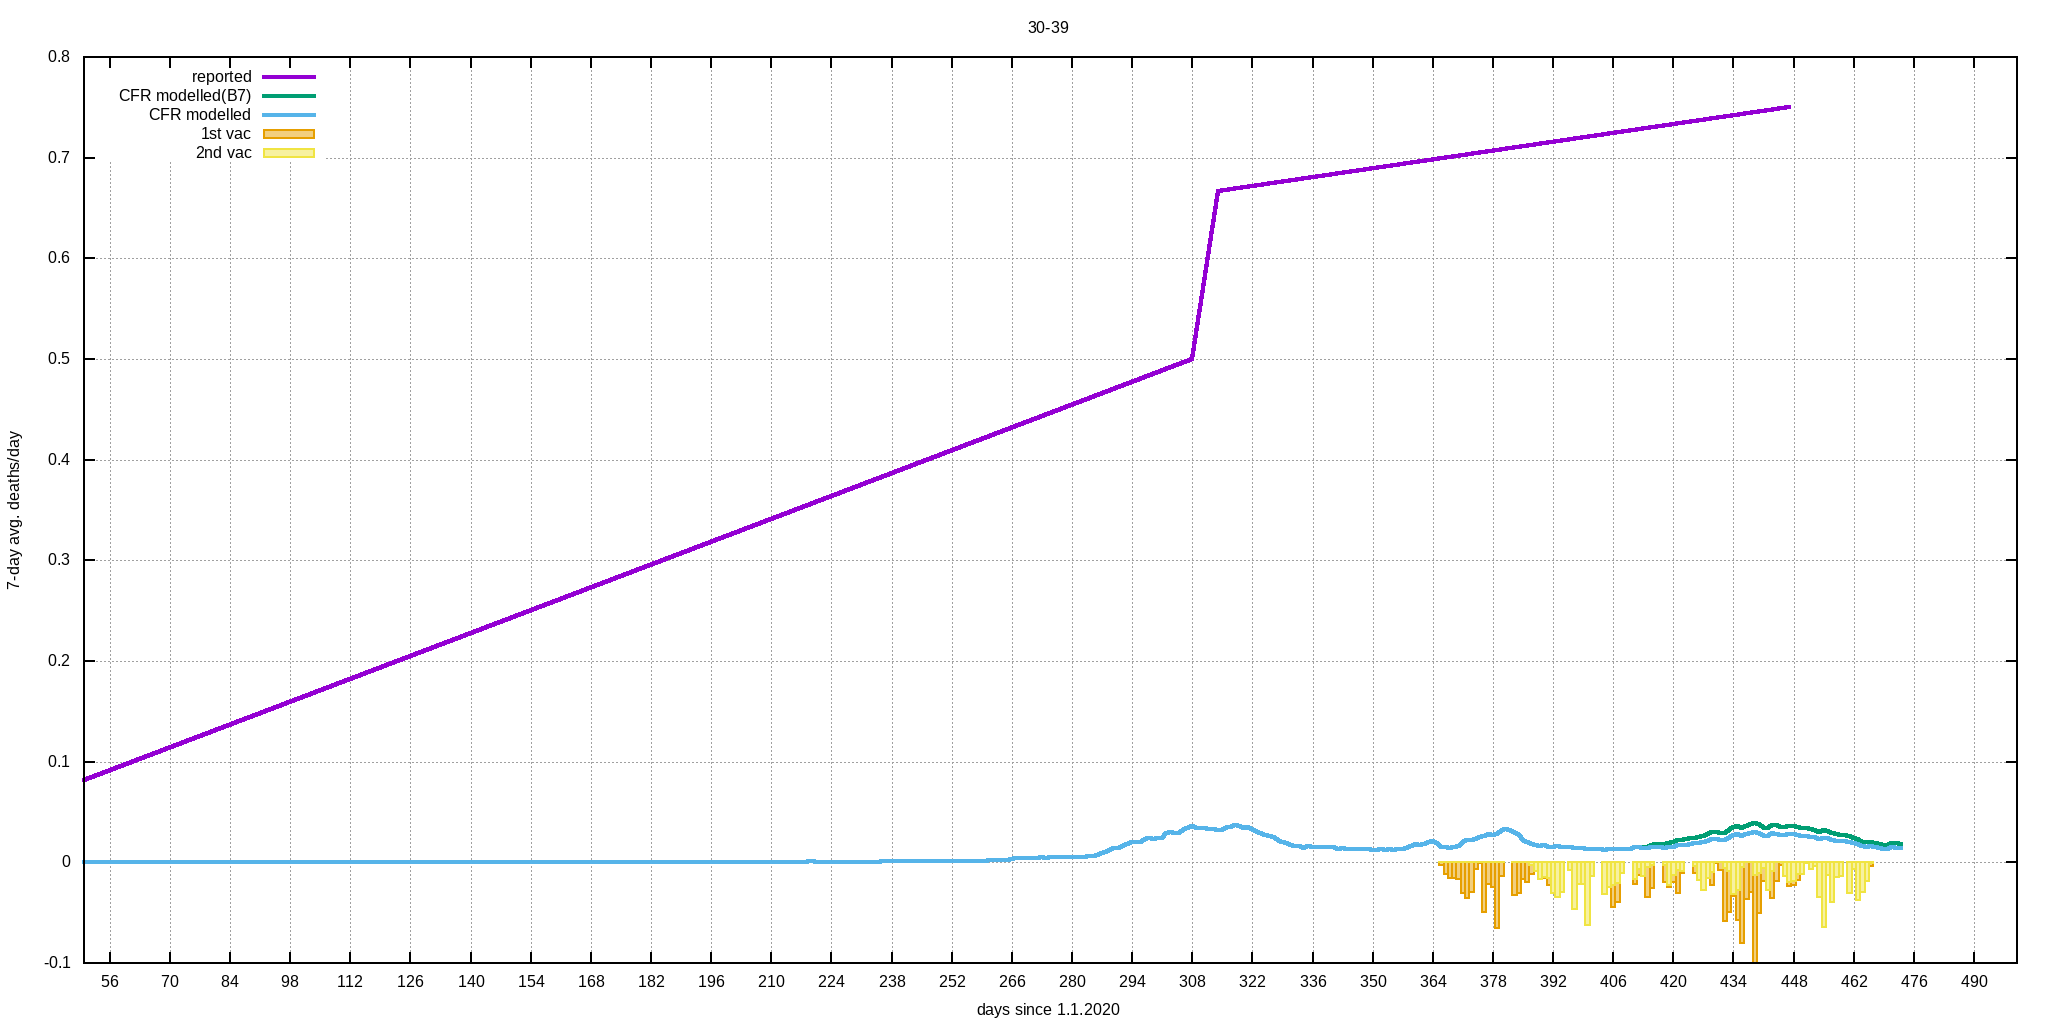 30-39
reported
CFR modelled(B7)
CFR modelled
1st vac
2nd vac
0.8
0.7
0.6
0.5
0.4
0.3
0.2
0.1
0
-0.1
7-day avg. deaths/day
56 70 84 98 112 126 140 154 168 182 196 210 224 238 252 266 280 294 308 322 336 350 364 378 392 406 420 434 448 462 476 490
days since 1.1.2020